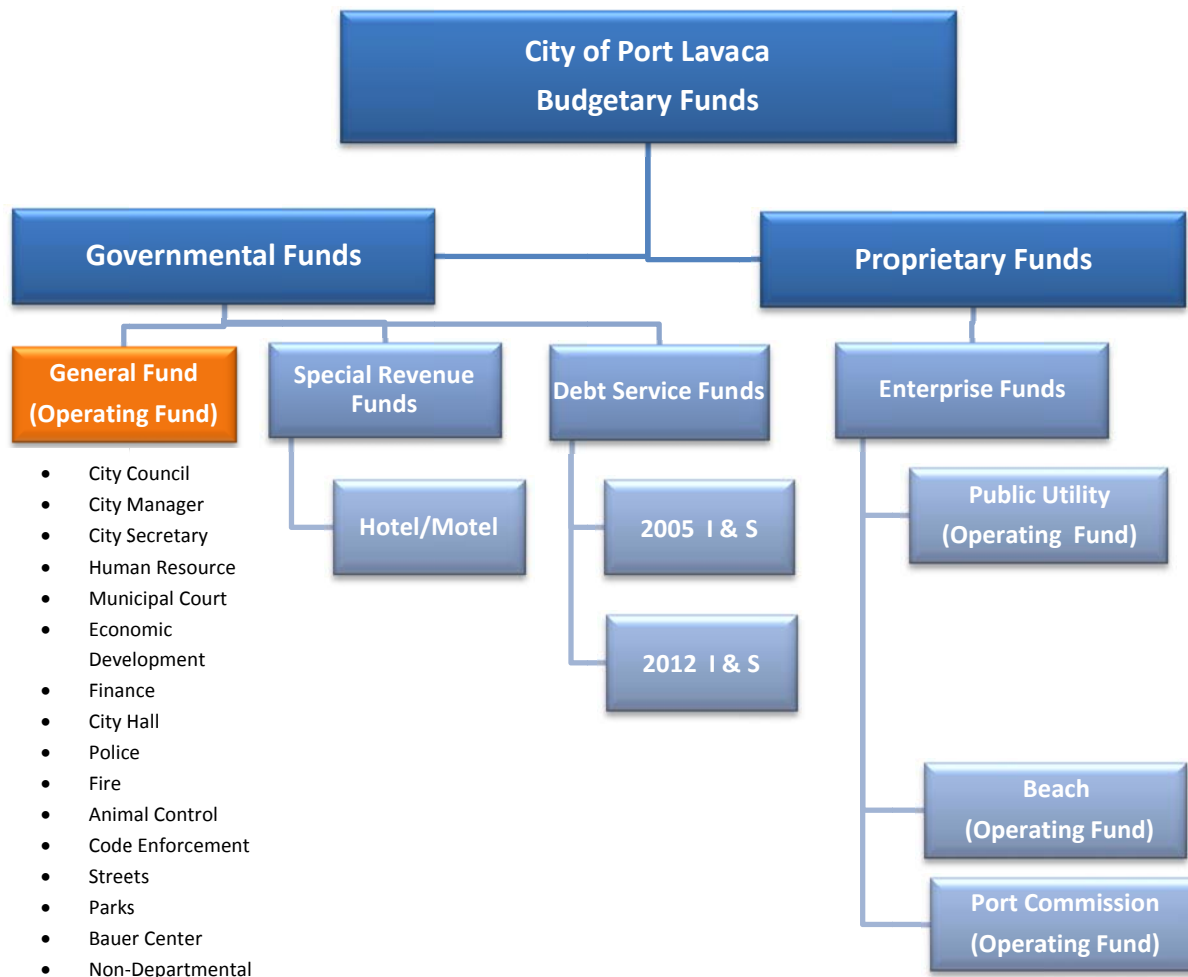 City of Port Lavaca
Budgetary Funds
Governmental Funds
Proprietary Funds
General Fund
(Operating Fund)
Special Revenue
Funds
Debt Service Funds
Enterprise Funds
• City Council
• City Manager
• City Secretary
• Human Resource
• Municipal Court
• Economic
Development
• Finance
• City Hall
• Police
• Fire
• Animal Control
• Code Enforcement
• Streets
• Parks
• Bauer Center
• Non-Departmental
Hotel/Motel
2005 I & S
2012 I & S
Public Utility
(Operating Fund)
Beach
(Operating Fund)
Port Commission
(Operating Fund)